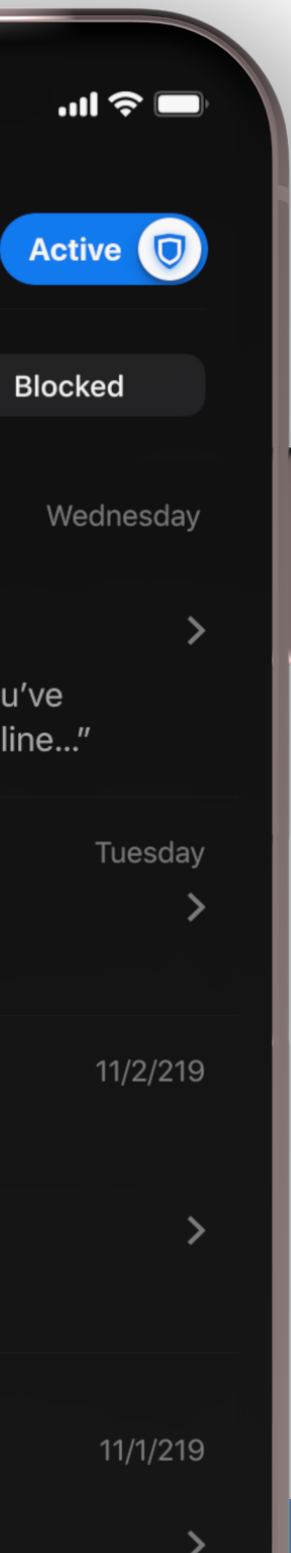 Active
Blocked
Wednesday
u've
line..."
Tuesday
11/2/219
11/1/219